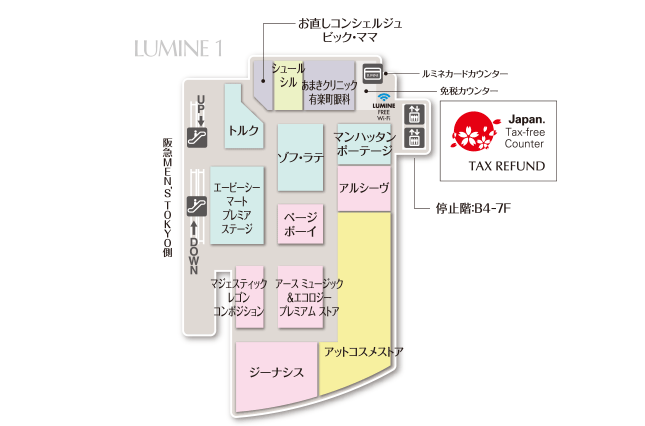 お直しコンシェルジュ
ビック・ママ
LUMINE 1
シュール
シル
あまきクリニック
有楽町眼科
ルミネカードカウンター
免税カウンター
LUMINE
FREE
Wi-Fi
UP
トルク
ゾフ・ラテ
マンハッタン
ポーテージ
Japan.
Tax-free
Counter
TAX REFUND
阪急MEN'S TOKYO側
エービーシー
マート
プレミア
ステージ
アルシーヴ
停止階:B4-7F
ページ
ボーイ
DOWN
マジェスティック
レゴン
コンポジション
アース ミュージック
&エコロジー
プレミアム ストア
アットコスメストア
ジーナシス